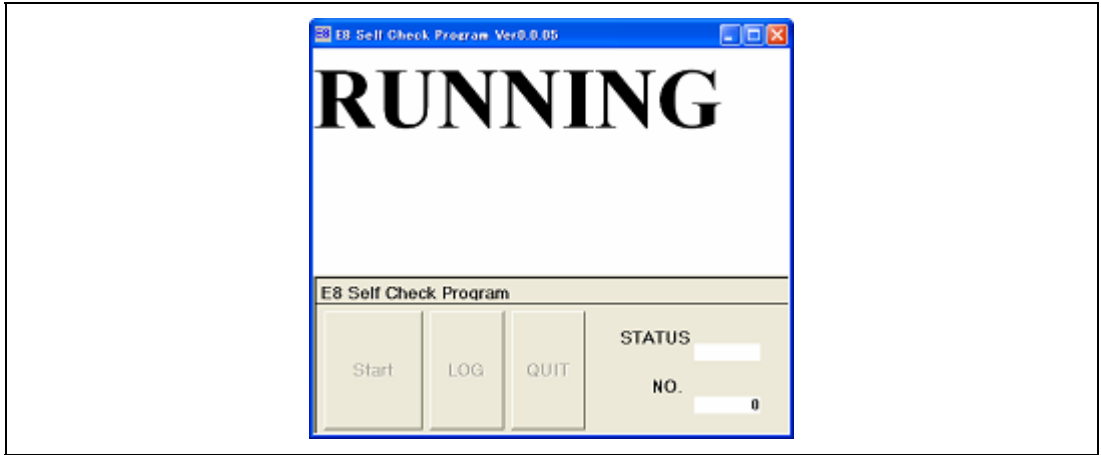 E8 Self Check Program Ver0.0.05
RUNNING
E8 Self Check Program
Start LOG QUIT
STATUS
NO.
0